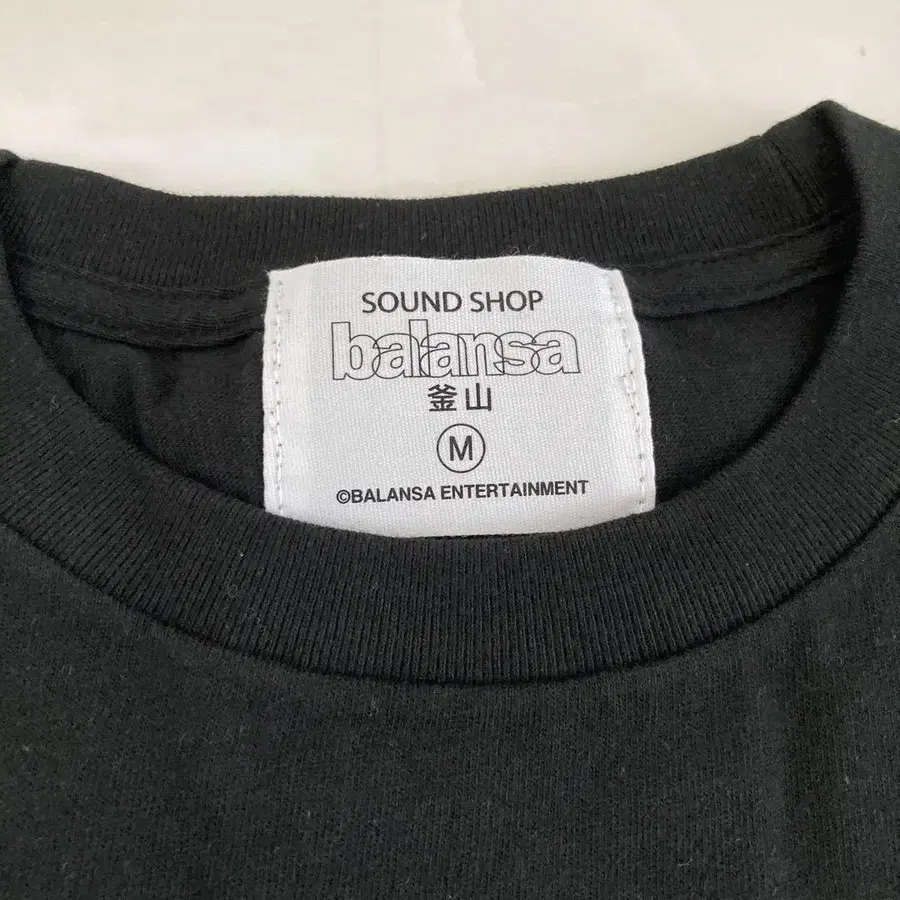 SOUND SHOP
balansa
釜山
M
©BALANSA ENTERTAINMENT